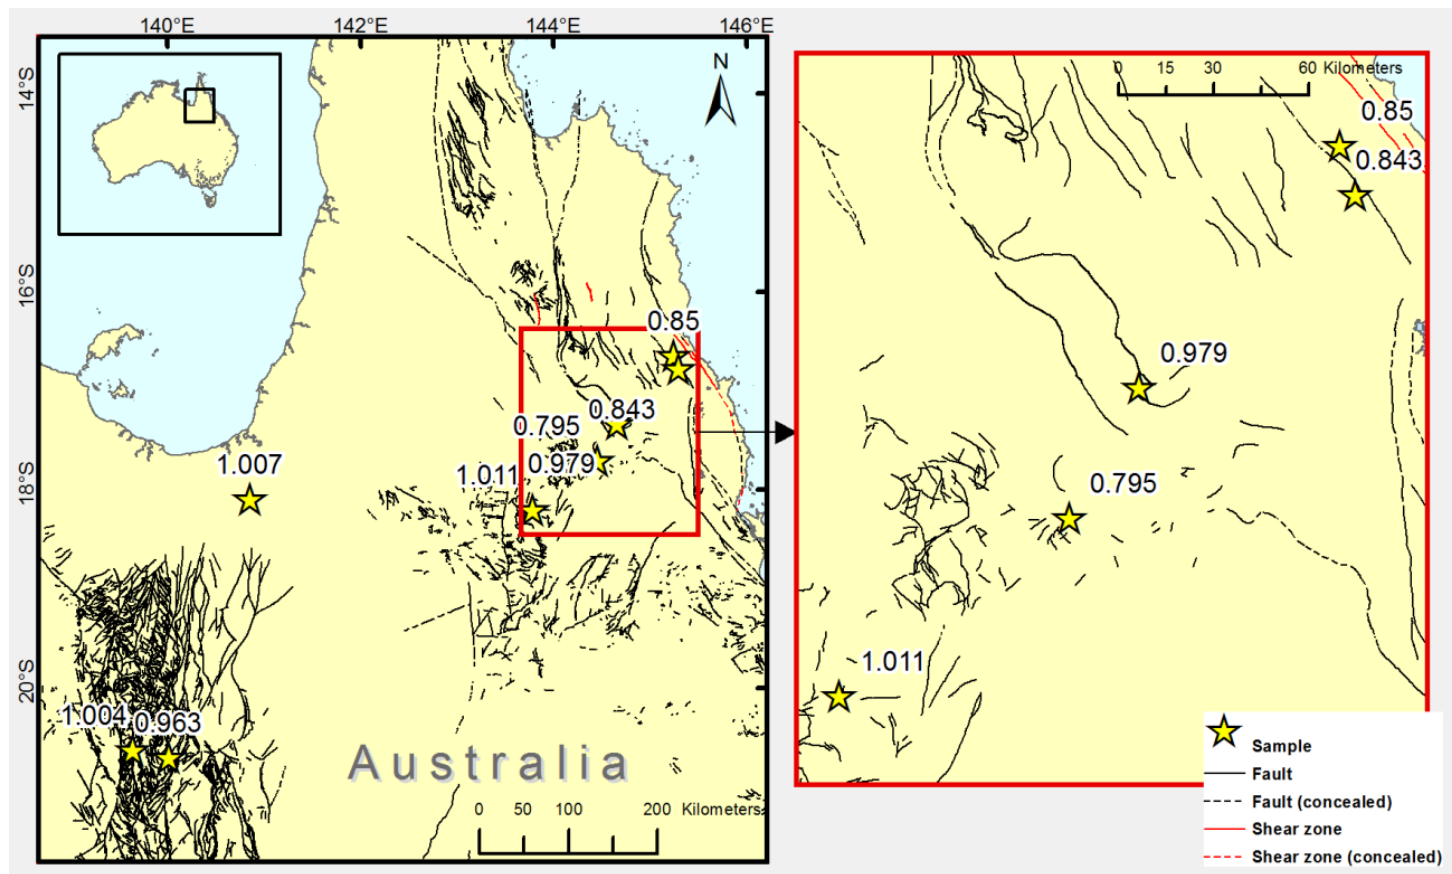 140°E 142°E 144°E 146°E
14°S
16°S
18°S
20°S
N
0.85
0.843
0.795
0.979
1.011
1.007
1.004
0.963
Australia
0 50 100 200 Kilometers
0 15 30 60 Kilometers
0.85
0.843
0.979
0.795
1.011
Sample
Fault
Fault (concealed)
Shear zone
Shear zone (concealed)